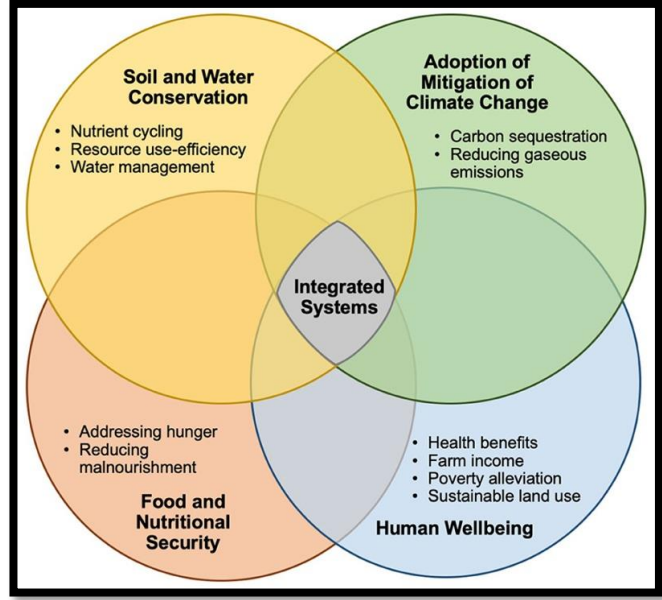 Soil and Water
Conservation
• Nutrient cycling
• Resource use-efficiency
• Water management
Adoption of
Mitigation of
Climate Change
• Carbon sequestration
• Reducing gaseous
emissions
Integrated
Systems
• Addressing hunger
• Reducing
malnourishment
Food and
Nutritional
Security
• Health benefits
• Farm income
• Poverty alleviation
• Sustainable land use
Human Wellbeing